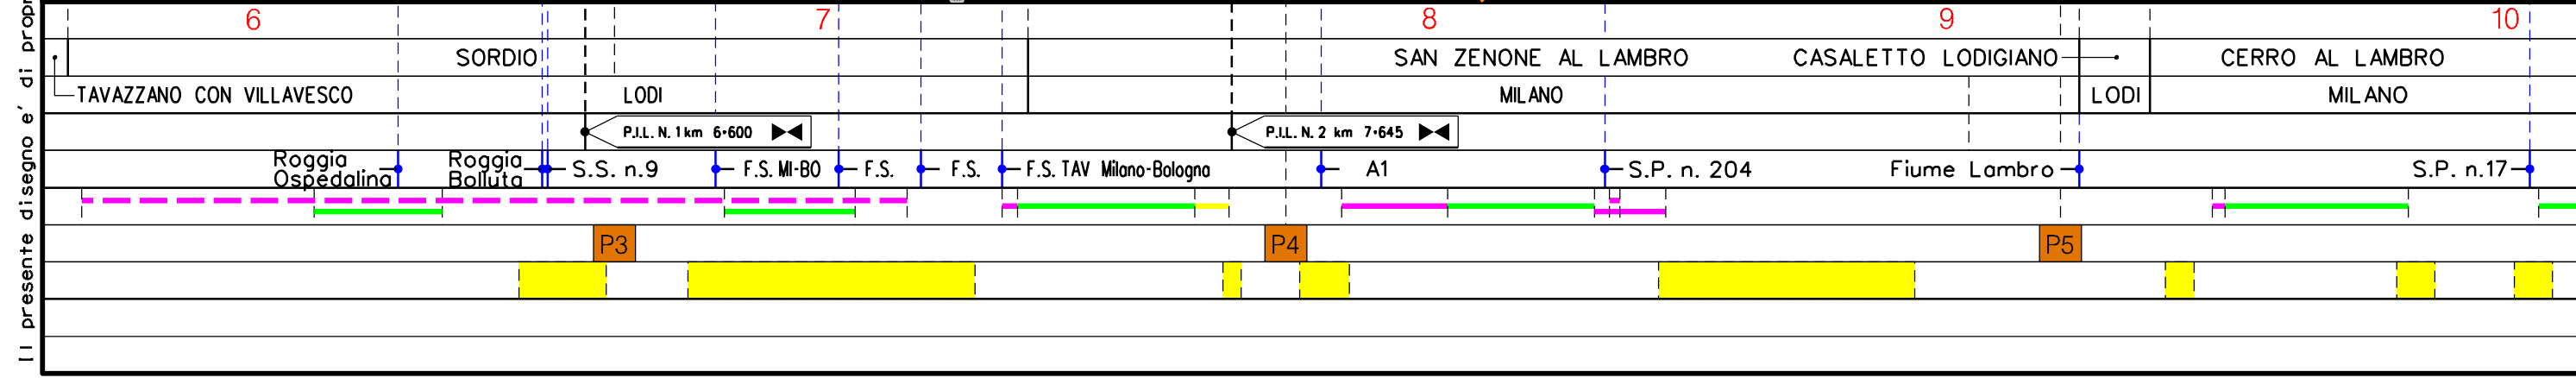 Il presente disegno e' di propr
6 7 8 9 10
SORDIO SAN ZENONE AL LAMBRO CASALETTO LODIGIANO CERRO AL LAMBRO
TAVAZZANO CON VILLAVESCO LODI MILANO LODI MILANO
P.I.L. N. 1 km 6+600 P.I.L. N. 2 km 7+645
Roggia Ospedalina
Roggia Bolluta
S.S. n.9 F.S. MI-BO F.S. F.S. F.S. TAV Milano-Bologna A1 S.P. n. 204 Fiume Lambro S.P. n.17
P3 P4 P5